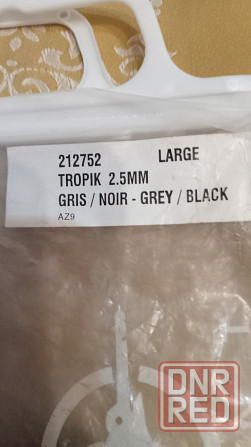 212752 LARGE
TROPIK 2.5MM
GRIS / NOIR - GREY / BLACK
AZ9
DNR
RED